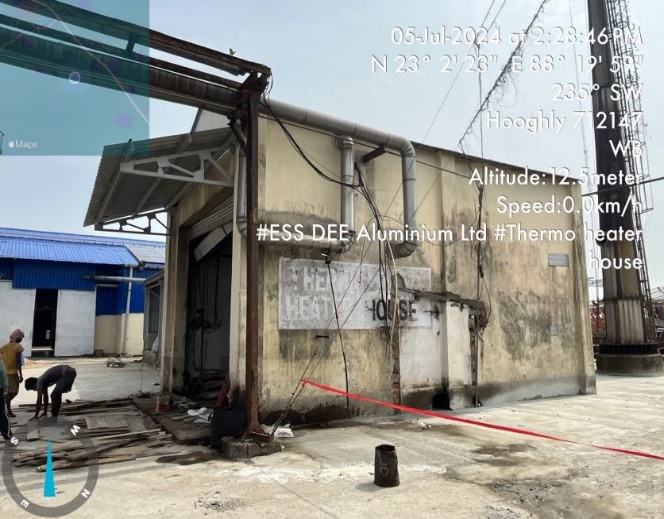 05-Jul-2024 at 2:28:46 PM
N 23° 2' 23" E 88° 19' 59"
235° SW
Hooghly 712147
WB
Altitude:12.5meter
Speed:0.0km/h
#ESS DEE Aluminium Ltd #Thermo heater
house
Maps
HOUSE
S
W
N
E